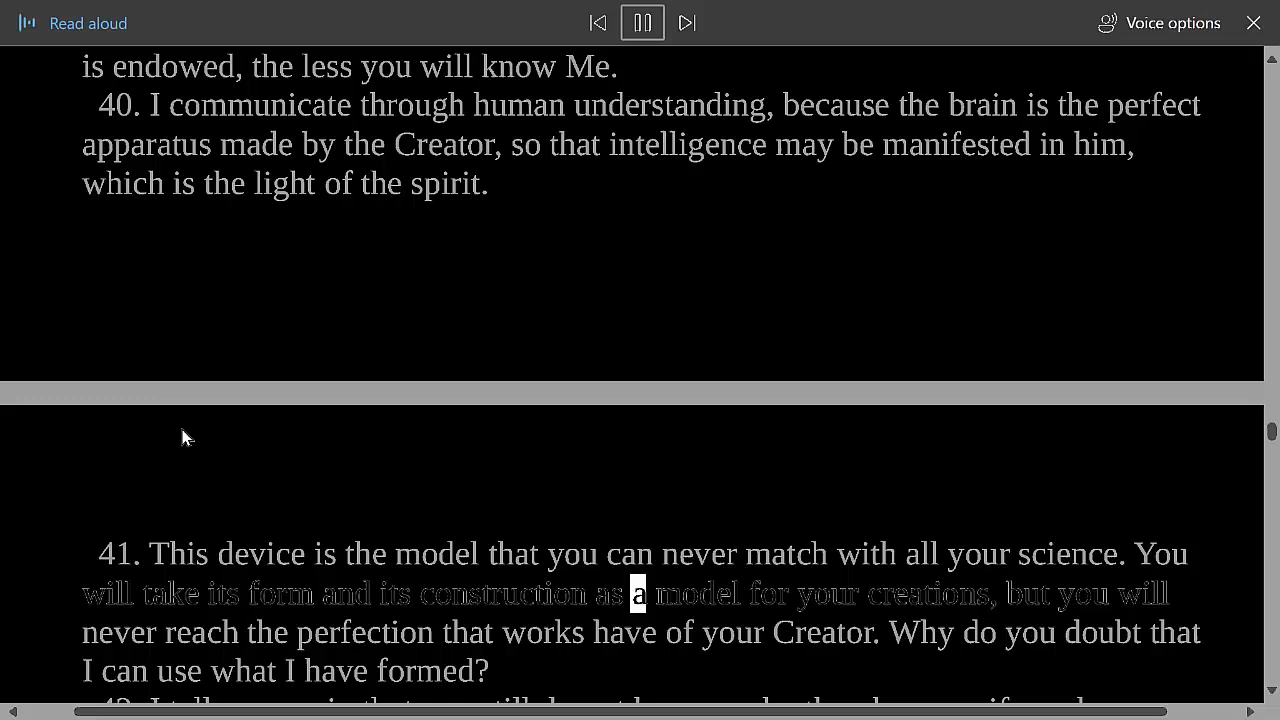 Read aloud
Voice options
is endowed, the less you will know Me.
40. I communicate through human understanding, because the brain is the perfect
apparatus made by the Creator, so that intelligence may be manifested in him,
which is the light of the spirit.
41. This device is the model that you can never match with all your science. You
will take its form and its construction as a model for your creations, but you will
never reach the perfection that works have of your Creator. Why do you doubt that
I can use what I have formed?